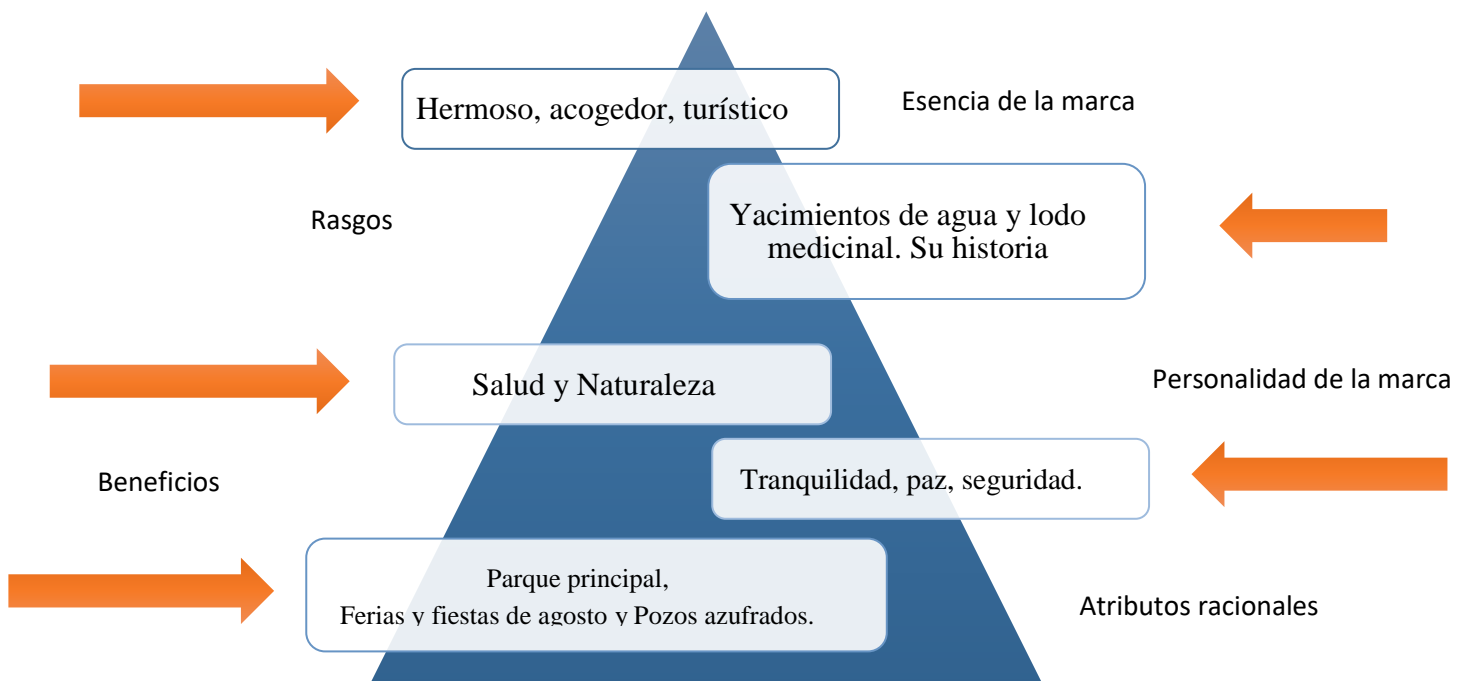 Hermoso, acogedor, turístico
Esencia de la marca
Rasgos
Yacimientos de agua y lodo
medicinal. Su historia
Salud y Naturaleza
Personalidad de la marca
Beneficios
Tranquilidad, paz, seguridad.
Parque principal,
Ferias y fiestas de agosto y Pozos azufrados.
Atributos racionales